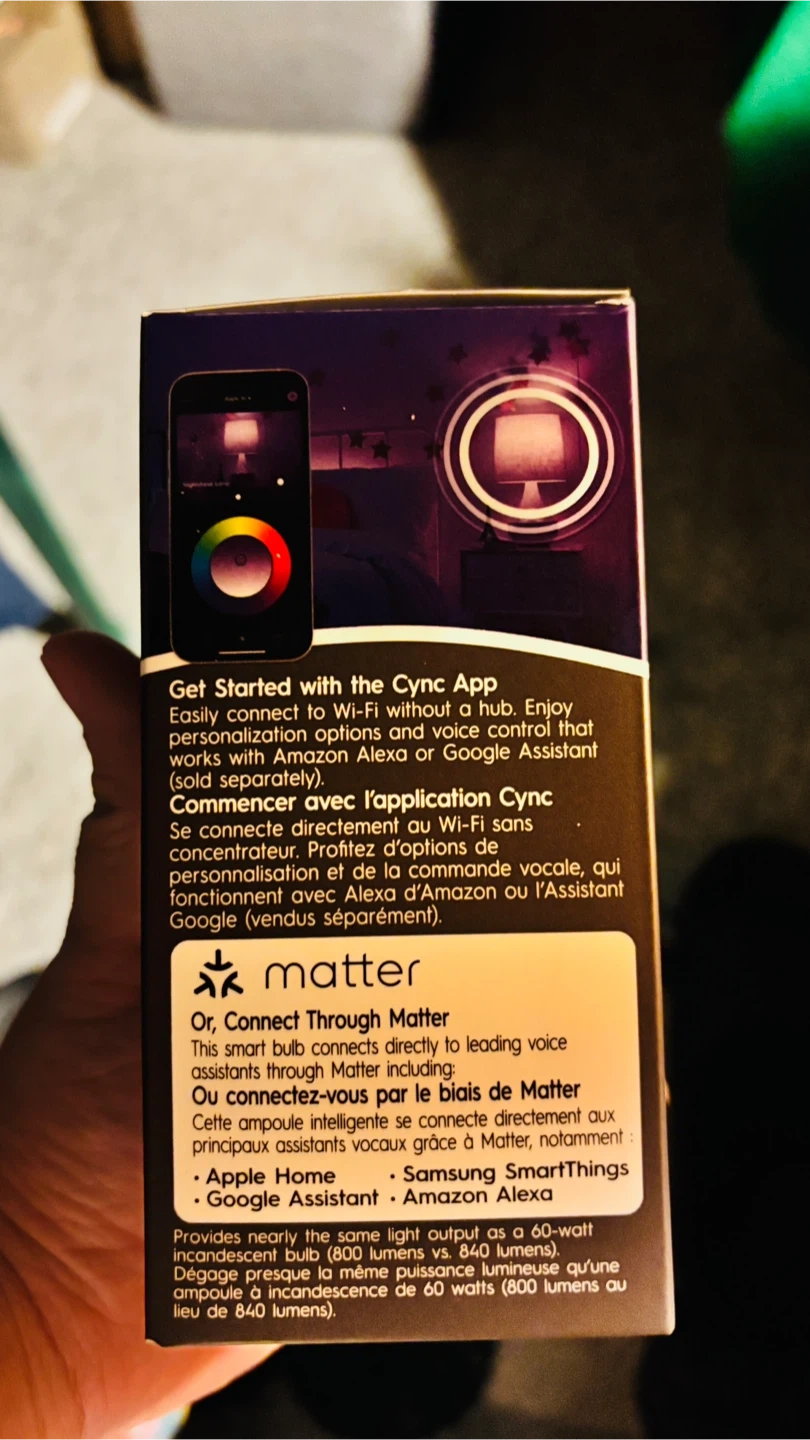 Get Started with the Cync App
Easily connect to Wi-Fi without a hub. Enjoy
personalization options and voice control that
works with Amazon Alexa or Google Assistant
(sold separately).
Commencer avec l'application Cync
Se connecte directement au Wi-Fi sans
concentrateur. Profitez d'options de
personnalisation et de la commande vocale, qui
fonctionnent avec Alexa d'Amazon ou l'Assistant
Google (vendus séparément).
matter
Or, Connect Through Matter
This smart bulb connects directly to leading voice
assistants through Matter including:
Ou connectez-vous par le biais de Matter
Cette ampoule intelligente se connecte directement aux
principaux assistants vocaux grâce à Matter, notamment :
• Apple Home • Samsung SmartThings
• Google Assistant • Amazon Alexa
Provides nearly the same light output as a 60-watt
incandescent bulb (800 lumens vs. 840 lumens).
Dégage presque la même puissance lumineuse qu'une
ampoule à incandescence de 60 watts (800 lumens au
lieu de 840 lumens).